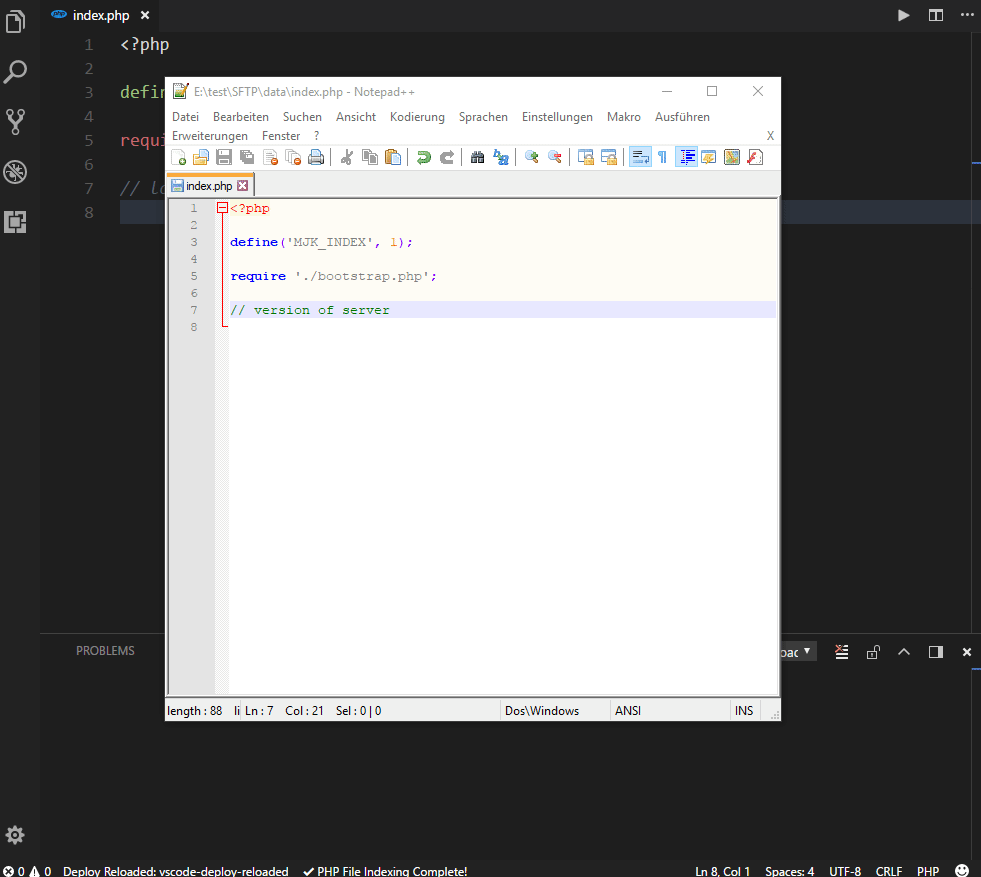 index.php
1 <?php
2
3 defin
4
5 requi
6
7 // lo
8
E:\test\SFTP\data\index.php - Notepad++
Datei Bearbeiten Suchen Ansicht Kodierung Sprachen Einstellungen Makro Ausführen
Erweiterungen Fenster ? X
index.php
1 <?php
2
3 define('MJK_INDEX', 1);
4
5 require './bootstrap.php';
6
7 // version of server
8
length : 88 li Ln : 7 Col : 21 Sel : 0 | 0 Dos\Windows ANSI INS
PROBLEMS
0 0 Deploy Reloaded: vscode-deploy-reloaded ✓ PHP File Indexing Complete! Ln 8, Col 1 Spaces: 4 UTF-8 CRLF PHP